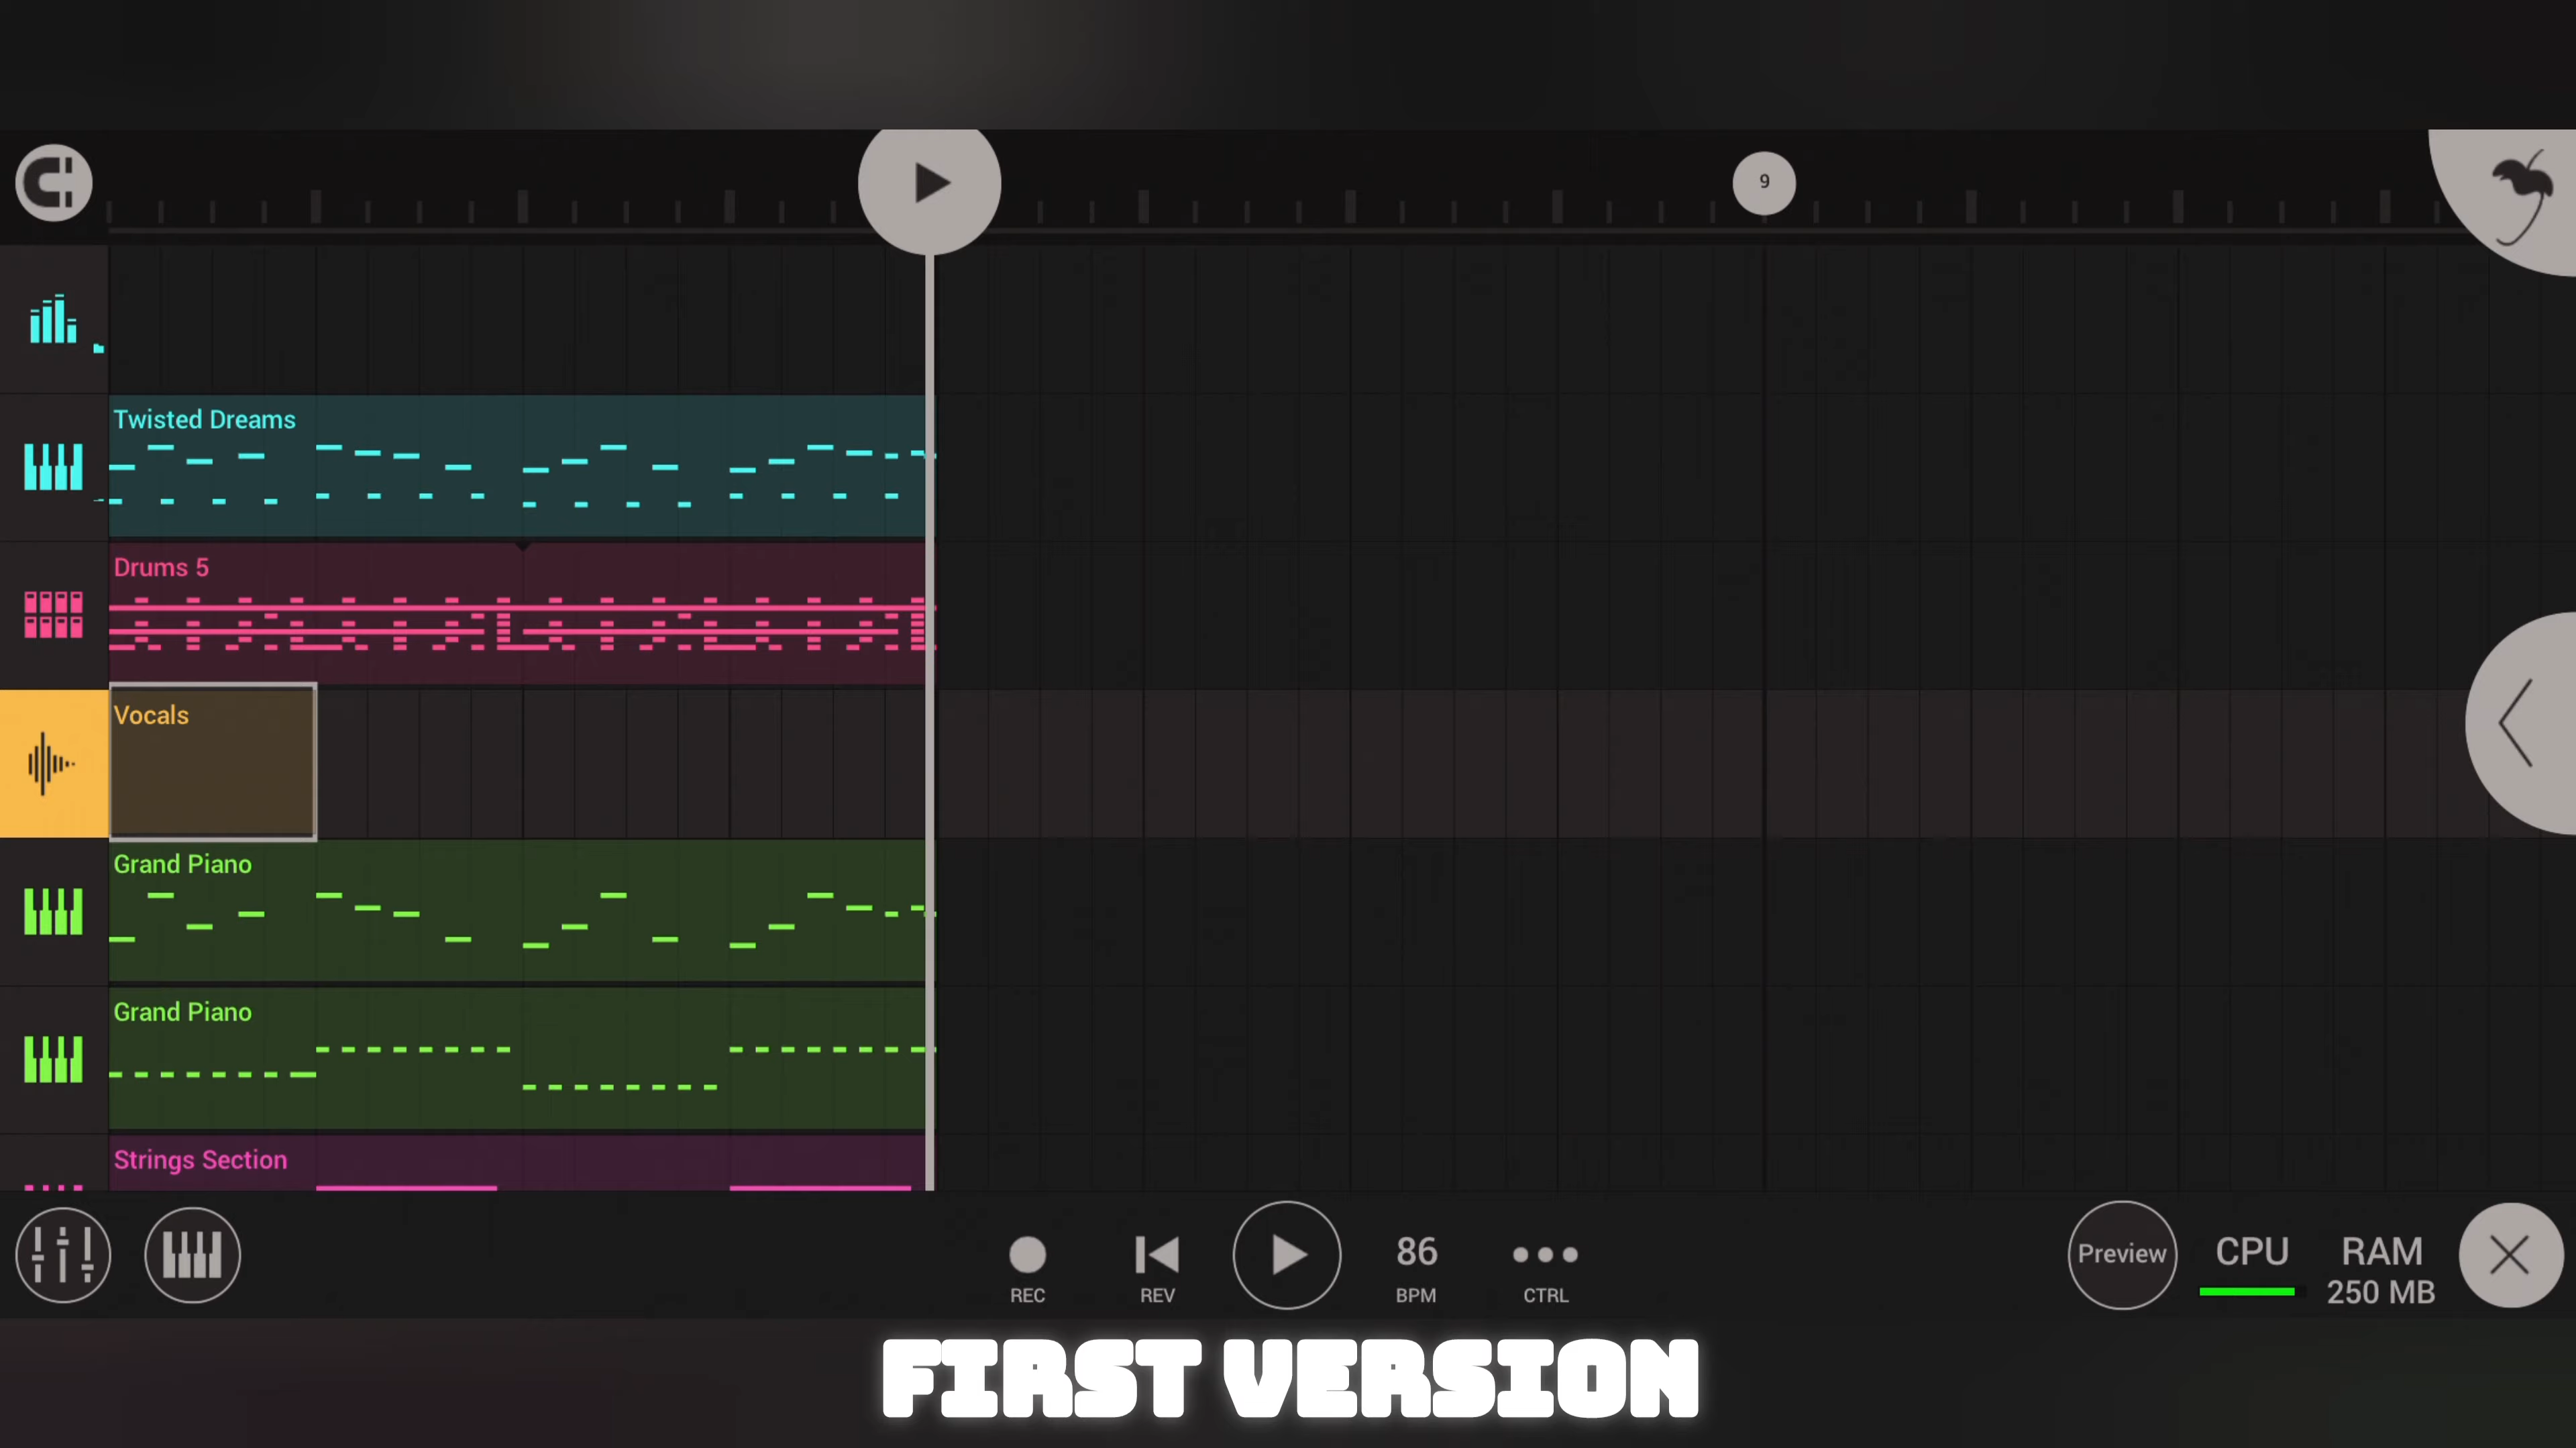 9
Twisted Dreams
Drums 5
Vocals
Grand Piano
Grand Piano
Strings Section
REC
REV
86
BPM
CTRL
Preview
CPU
RAM
250 MB
FIRST VERSION